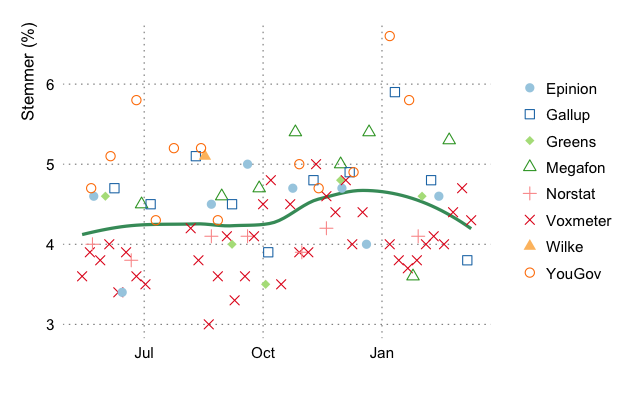 Stemmer (%)
6
5
4
3
Jul
Oct
Jan
Epinion
Gallup
Greens
Megafon
Norstat
Voxmeter
Wilke
YouGov